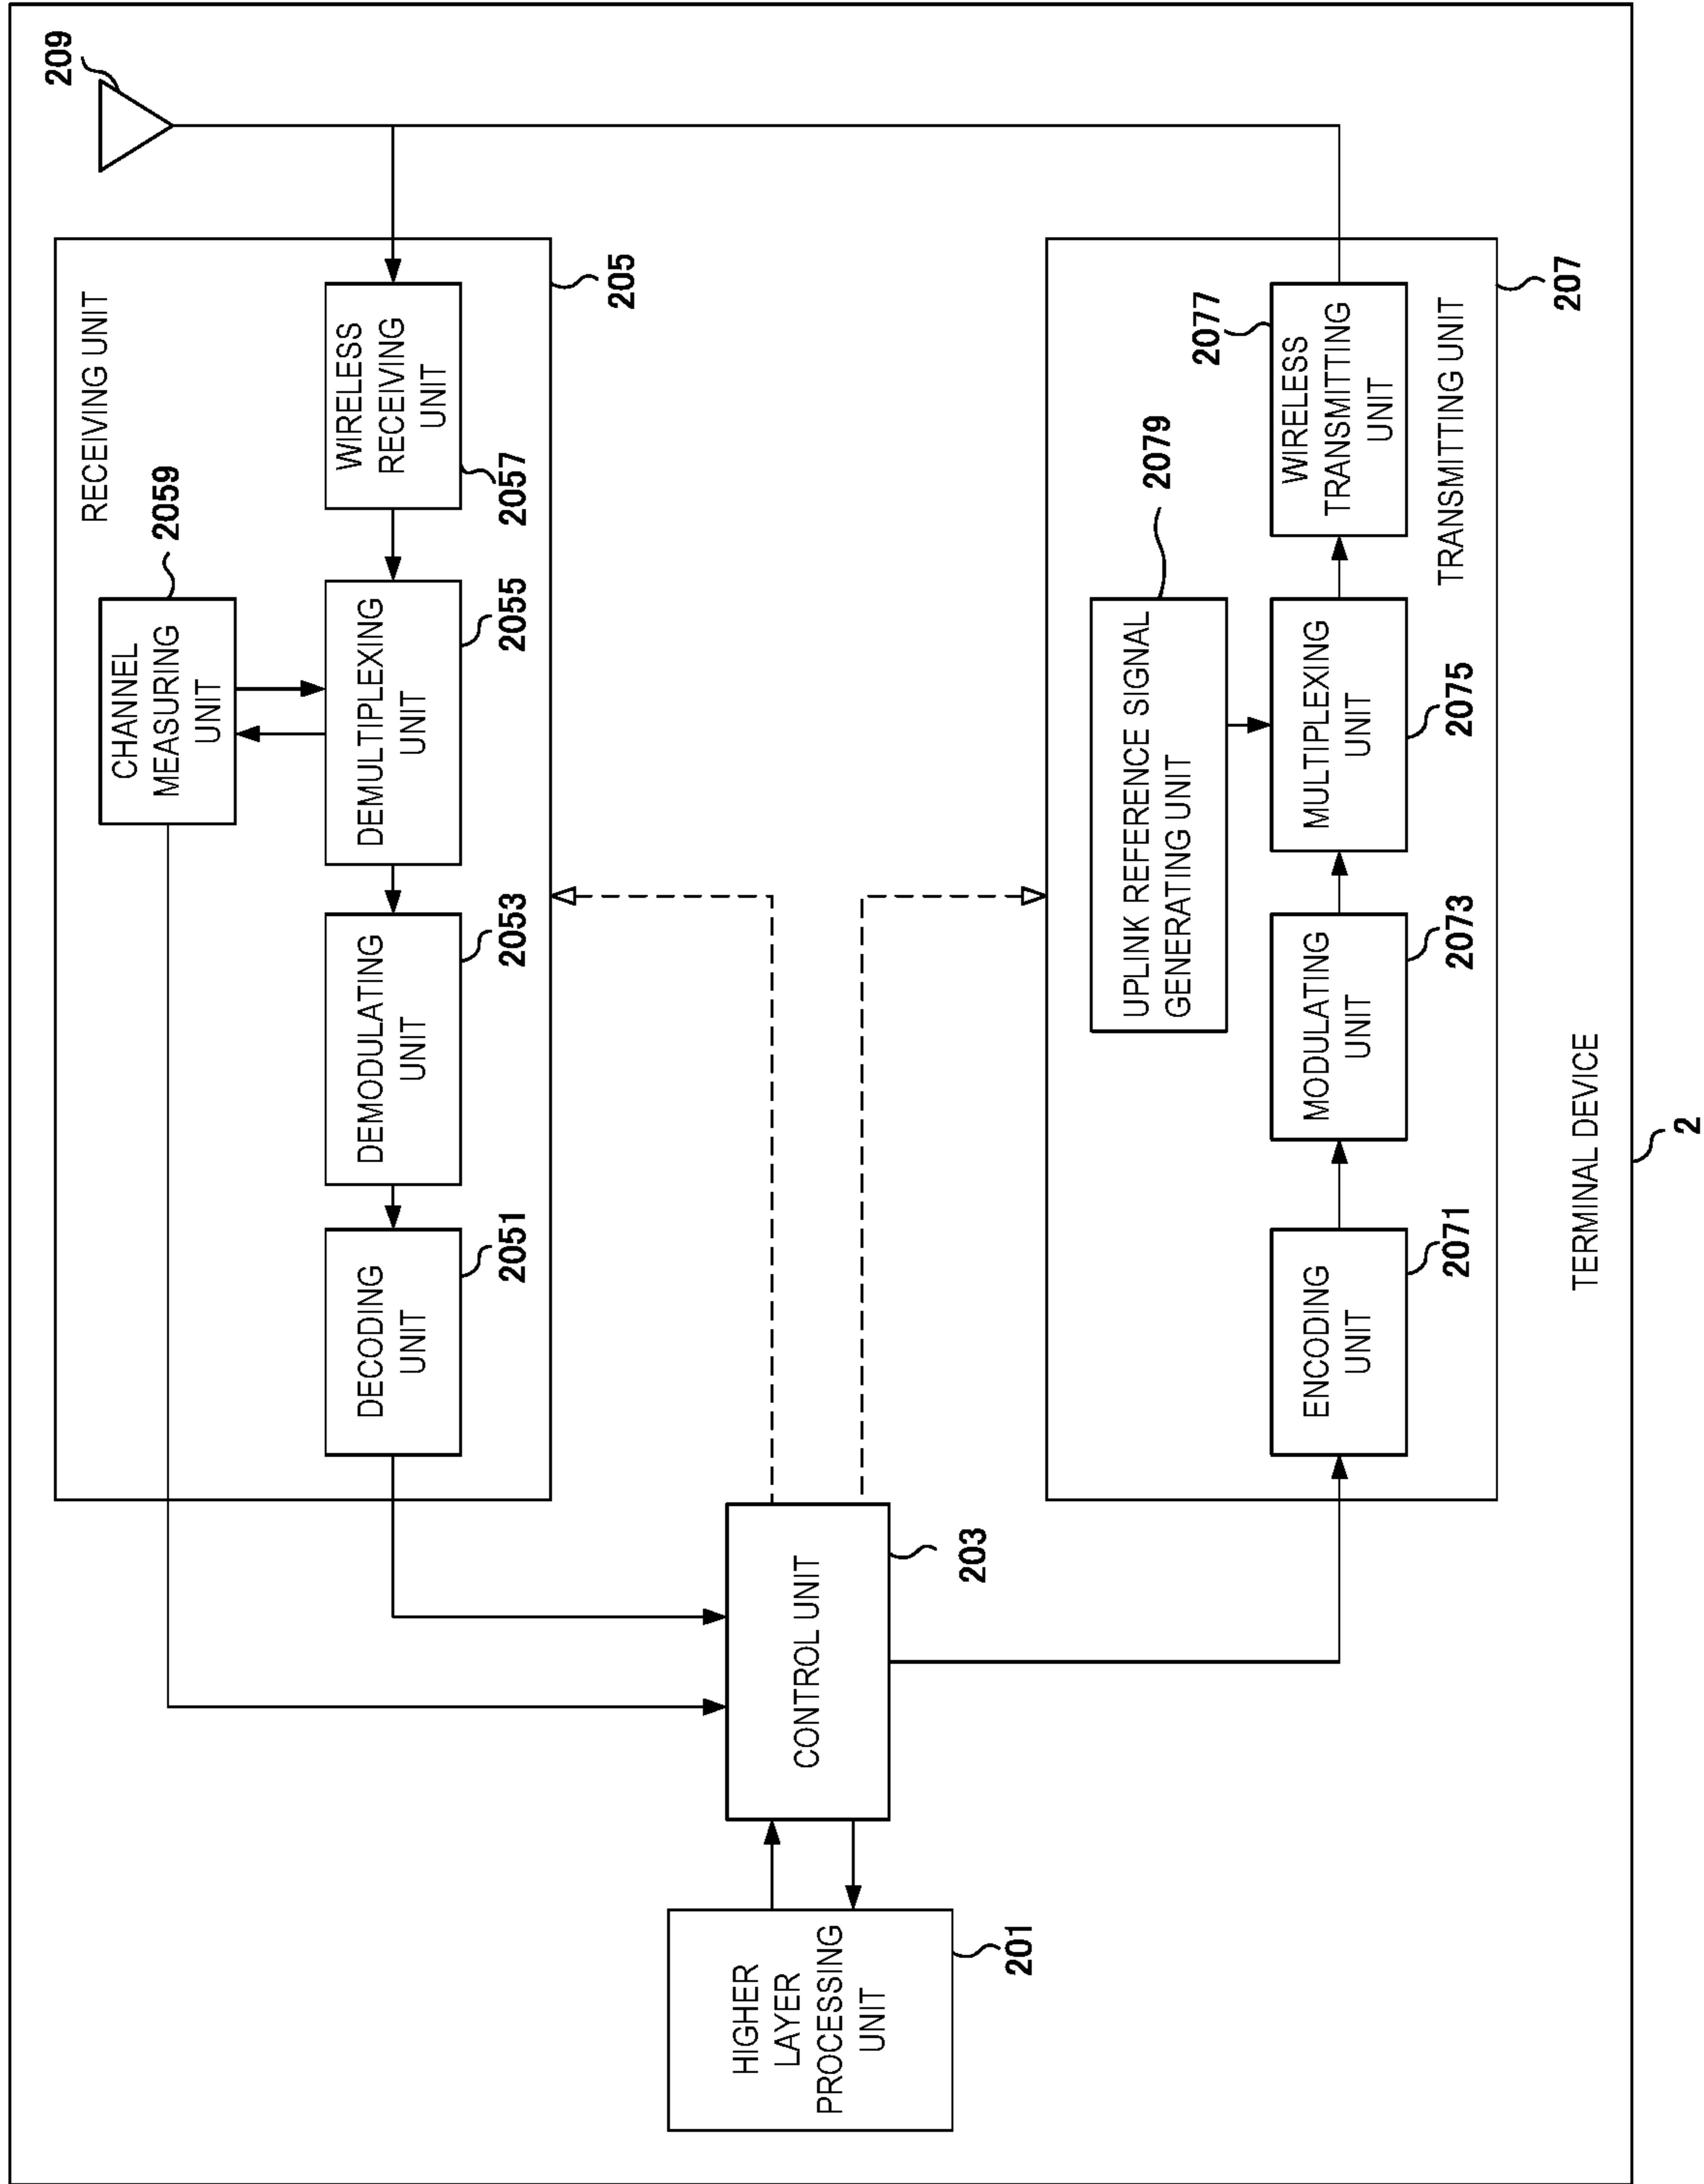 TERMINAL DEVICE
2
HIGHER
LAYER
PROCESSING
UNIT
201
CONTROL UNIT
203
RECEIVING UNIT
205
DECODING
UNIT
2051
DEMODULATING
UNIT
2053
DEMULTIPLEXING
UNIT
2055
CHANNEL
MEASURING
UNIT
2059
WIRELESS
RECEIVING
UNIT
2057
209
ENCODING
UNIT
2071
MODULATING
UNIT
2073
MULTIPLEXING
UNIT
2075
UPLINK REFERENCE SIGNAL
GENERATING UNIT
2079
WIRELESS
TRANSMITTING
UNIT
2077
TRANSMITTING UNIT
207